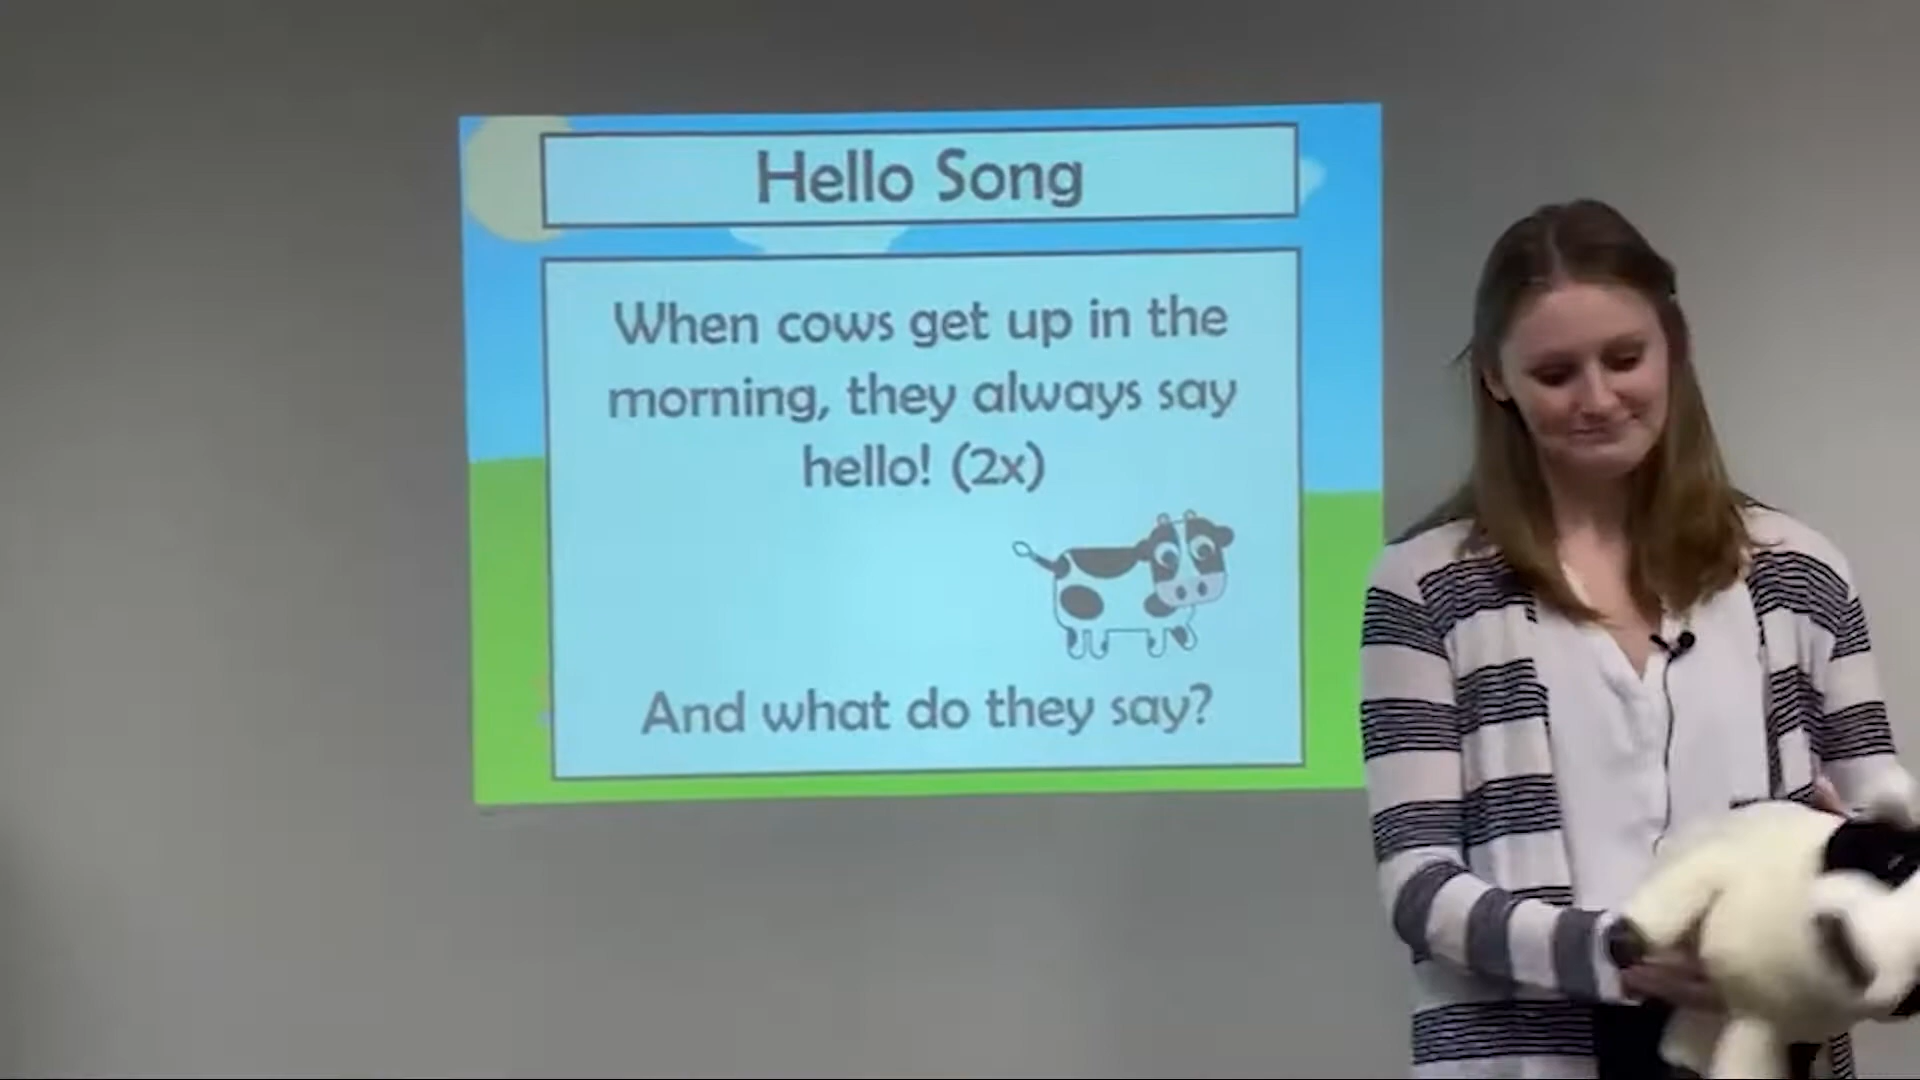 Hello Song
When cows get up in the
morning, they always say
hello! (2x)
And what do they say?